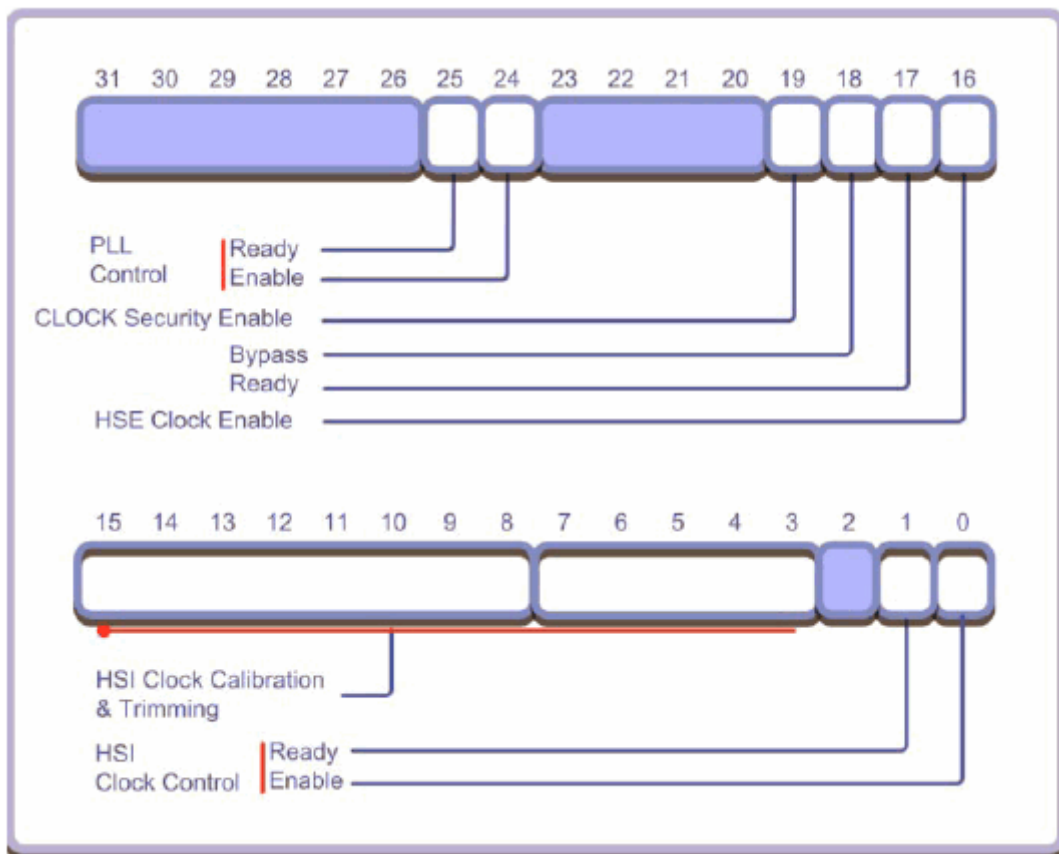 31 30 29 28 27 26 25 24 23 22 21 20 19 18 17 16
PLL
Control
Ready
Enable
CLOCK Security Enable
Bypass
Ready
HSE Clock Enable
15 14 13 12 11 10 9 8 7 6 5 4 3 2 1 0
HSI Clock Calibration
& Trimming
HSI
Clock Control
Ready
Enable